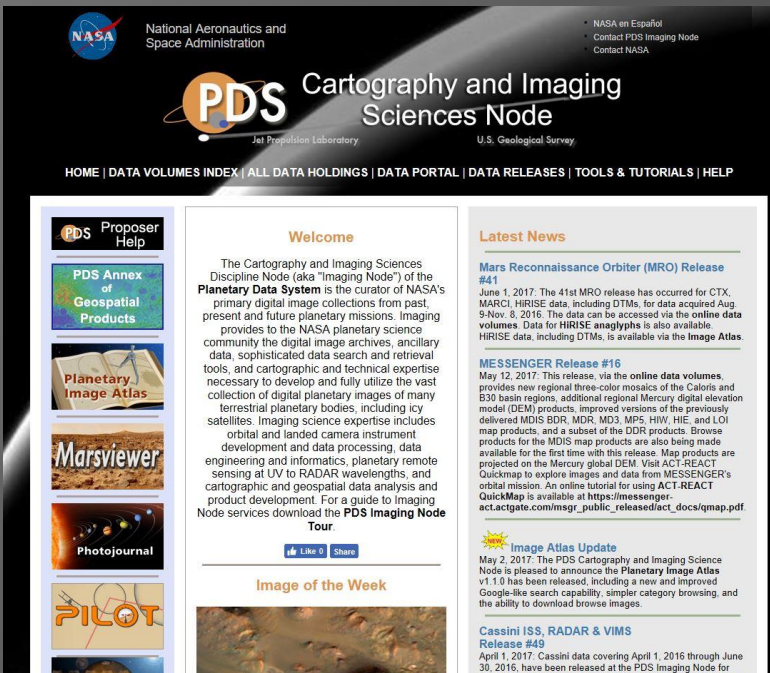 NASA
National Aeronautics and
Space Administration
NASA en Español
Contact PDS Imaging Node
Contact NASA
PDS
Cartography and Imaging
Sciences Node
Jet Propulsion Laboratory
U.S. Geological Survey
HOME | DATA VOLUMES INDEX | ALL DATA HOLDINGS | DATA PORTAL | DATA RELEASES | TOOLS & TUTORIALS | HELP
PDS Proposer
Help
PDS Annex
of
Geospatial
Products
Planetary
Image Atlas
Marsviewer
Photojournal
PILOT
Welcome
The Cartography and Imaging Sciences
Discipline Node (aka "Imaging Node") of the
Planetary Data System is the curator of NASA's
primary digital image collections from past,
present and future planetary missions. Imaging
provides to the NASA planetary science
community the digital image archives, ancillary
data, sophisticated data search and retrieval
tools, and cartographic and technical expertise
necessary to develop and fully utilize the vast
collection of digital planetary images of many
terrestrial planetary bodies, including icy
satellites. Imaging science expertise includes
orbital and landed camera instrument
development and data processing, data
engineering and informatics, planetary remote
sensing at UV to RADAR wavelengths, and
cartographic and geospatial data analysis and
product development. For a guide to Imaging
Node services download the PDS Imaging Node
Tour.
Like 0 Share
Image of the Week
Latest News
Mars Reconnaissance Orbiter (MRO) Release
#41
June 1, 2017: The 41st MRO release has occurred for CTX,
MARCI, HiRISE data, including DTMs, for data acquired Aug.
9-Nov. 8, 2016. The data can be accessed via the online data
volumes. Data for HiRISE anaglyphs is also available.
HiRISE data, including DTMs, is available via the Image Atlas.
MESSENGER Release #16
May 12, 2017: This release, via the online data volumes,
provides new regional three-color mosaics of the Caloris and
B30 basin regions, additional regional Mercury digital elevation
model (DEM) products, improved versions of the previously
delivered MDIS BDR, MDR, MD3, MP5, HIW, HIE, and LOI
map products, and a subset of the DDR products. Browse
products for the MDIS map products are also being made
available for the first time with this release. Map products are
projected on the Mercury global DEM. Visit ACT-REACT
Quickmap to explore images and data from MESSENGER's
orbital mission. An online tutorial for using ACT-REACT
QuickMap is available at https://messenger-
act.actgate.com/msgr_public_released/act_docs/qmap.pdf.
NEW Image Atlas Update
May 2, 2017: The PDS Cartography and Imaging Science
Node is pleased to announce the Planetary Image Atlas
v1.1.0 has been released, including a new and improved
Google-like search capability, simpler category browsing, and
the ability to download browse images.
Cassini ISS, RADAR & VIMS
Release #49
April 1, 2017: Cassini data covering April 1, 2016 through June
30, 2016, have been released at the PDS Imaging Node for